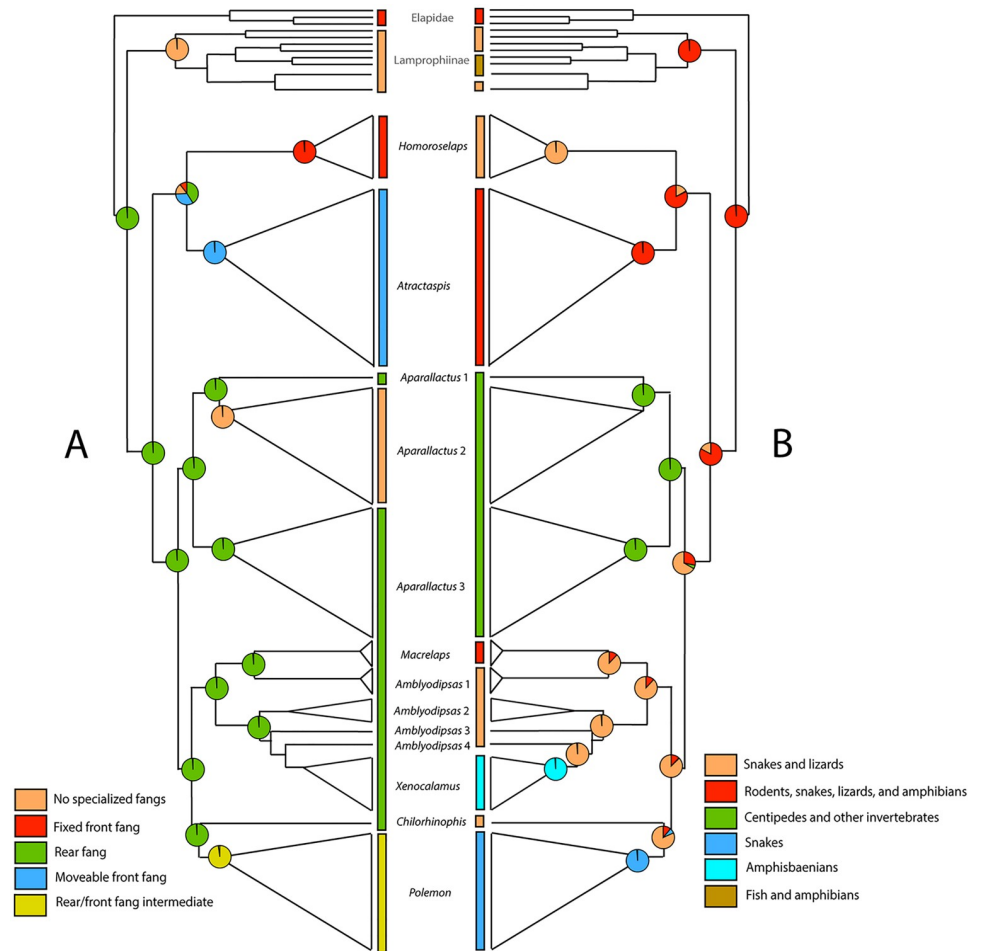 Elapidae
Lamprophiinae
Homoroselaps
Atractaspis
Aparallactus 1
A
B
Aparallactus 2
Aparallactus 3
Macrelaps
Amblyodipsas 1
Amblyodipsas 2
Amblyodipsas 3
Amblyodipsas 4
Xenocalamus
Chilorhinophis
Polemon
No specialized fangs
Fixed front fang
Rear fang
Moveable front fang
Rear/front fang intermediate
Snakes and lizards
Rodents, snakes, lizards, and amphibians
Centipedes and other invertebrates
Snakes
Amphisbaenians
Fish and amphibians